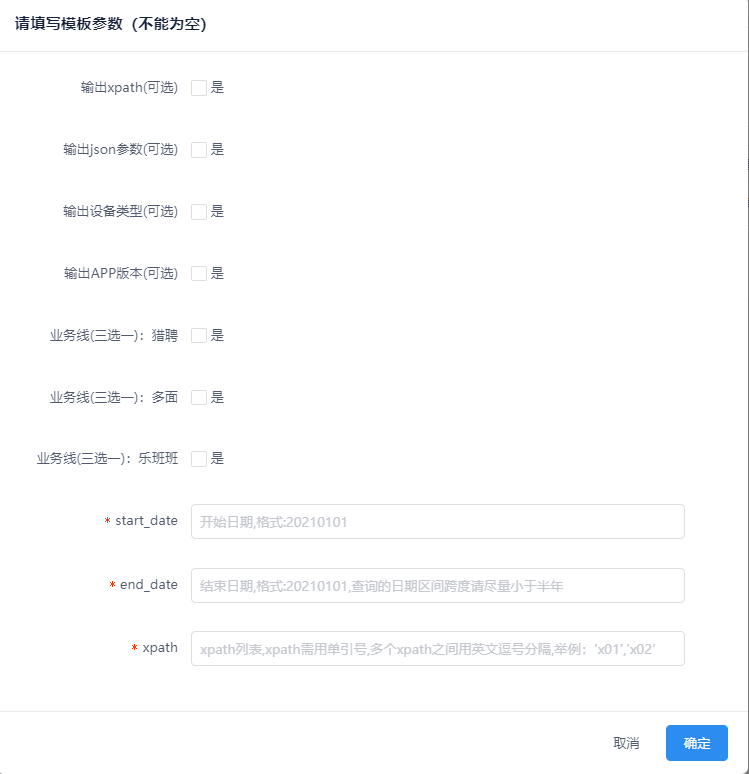 请填写模板参数（不能为空）
输出xpath(可选) 是
输出json参数(可选) 是
输出设备类型(可选) 是
输出APP版本(可选) 是
业务线(三选一)：猎聘 是
业务线(三选一)：多面 是
业务线(三选一)：乐班班 是
* start_date 开始日期,格式:20210101
* end_date 结束日期,格式:20210101,查询的日期区间跨度请尽量小于半年
* xpath xpath列表,xpath需用单引号,多个xpath之间用英文逗号分隔,举例：'x01','x02'
取消 确定